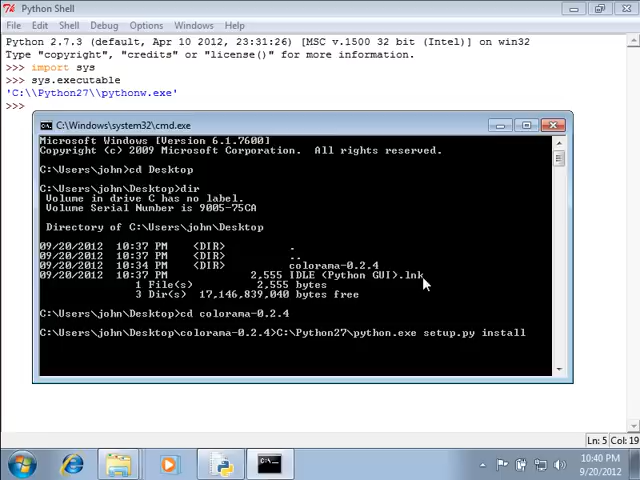 Python Shell
File Edit Shell Debug Options Windows Help
Python 2.7.3 (default, Apr 10 2012, 23:31:26) [MSC v.1500 32 bit (Intel)] on win32
Type "copyright", "credits" or "license()" for more information.
>>> import sys
>>> sys.executable
'C:\\Python27\\pythonw.exe'
>>>
C:\Windows\system32\cmd.exe
Microsoft Windows [Version 6.1.7600]
Copyright (c) 2009 Microsoft Corporation. All rights reserved.
C:\Users\john>cd Desktop
C:\Users\john\Desktop>dir
Volume in drive C has no label.
Volume Serial Number is 9005-75CA
Directory of C:\Users\john\Desktop
09/20/2012 10:37 PM <DIR> .
09/20/2012 10:37 PM <DIR> ..
09/20/2012 10:34 PM <DIR> colorama-0.2.4
09/20/2012 10:37 PM 2,555 IDLE (Python GUI).lnk
1 File(s) 2,555 bytes
3 Dir(s) 17,146,839,040 bytes free
C:\Users\john\Desktop>cd colorama-0.2.4
C:\Users\john\Desktop\colorama-0.2.4>C:\Python27\python.exe setup.py install
Ln: 5 Col: 19
10:40 PM
9/20/2012